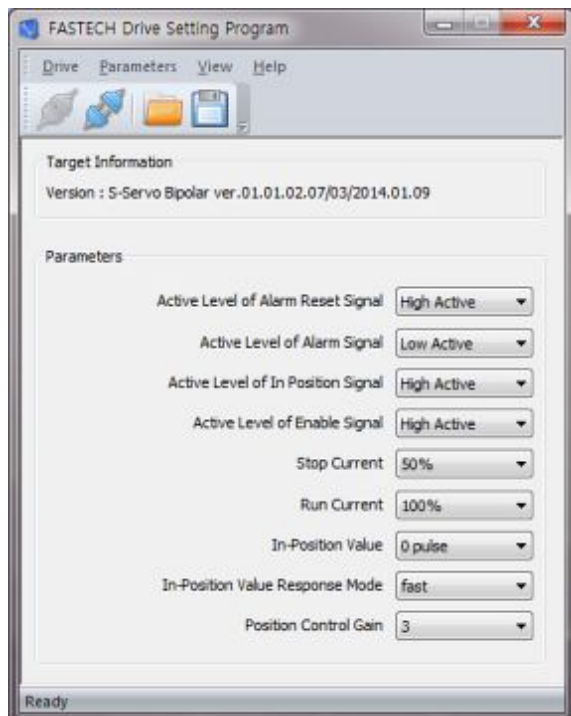 FASTECH Drive Setting Program
Drive Parameters View Help
Target Information
Version : S-Servo Bipolar ver.01.01.02.07/03/2014.01.09
Parameters
Active Level of Alarm Reset Signal High Active
Active Level of Alarm Signal Low Active
Active Level of In Position Signal High Active
Active Level of Enable Signal High Active
Stop Current 50%
Run Current 100%
In-Position Value 0 pulse
In-Position Value Response Mode fast
Position Control Gain 3
Ready